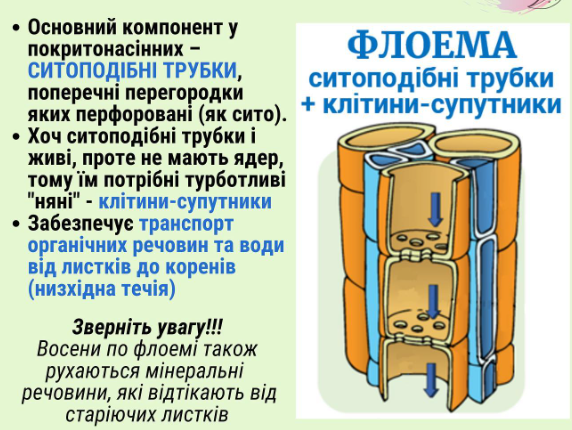 • Основний компонент у
покритонасінних –
СИТОПОДІБНІ ТРУБКИ,
поперечні перегородки
яких перфоровані (як сито).
• Хоч ситоподібні трубки і
живі, проте не мають ядер,
тому їм потрібні турботливі
"няні" - клітини-супутники
• Забезпечує транспорт
органічних речовин та води
від листків до коренів
(низхідна течія)
Зверніть увагу!!!
Восени по флоемі також
рухаються мінеральні
речовини, які відтікають від
старіючих листків
ФЛОЕМА
ситоподібні трубки
+ клітини-супутники